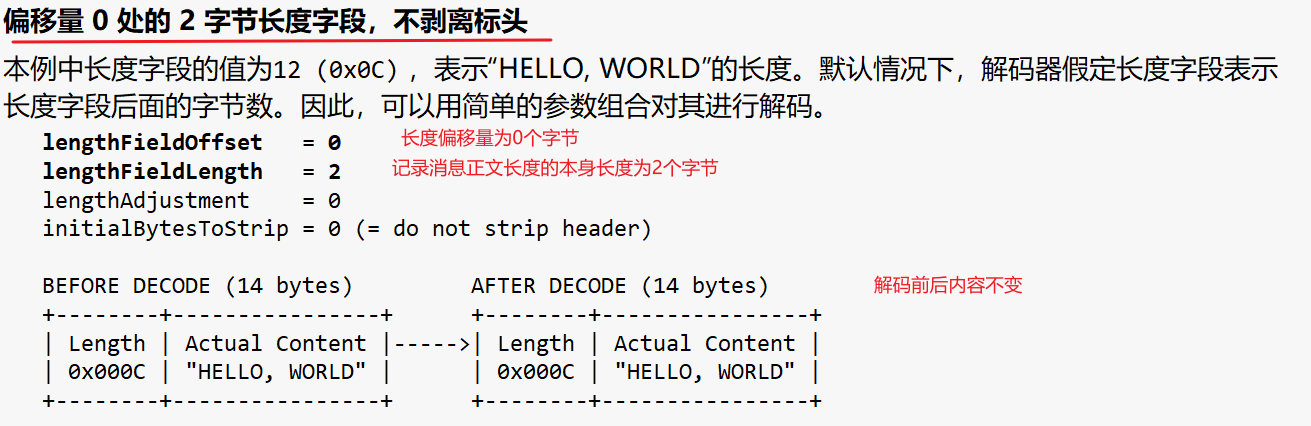 偏移量 0 处的 2 字节长度字段，不剥离标头
本例中长度字段的值为12 (0x0C) ，表示“HELLO, WORLD”的长度。默认情况下，解码器假定长度字段表示
长度字段后面的字节数。因此，可以用简单的参数组合对其进行解码。
lengthFieldOffset   = 0 长度偏移量为0个字节
lengthFieldLength   = 2 记录消息正文长度的本身长度为2个字节
lengthAdjustment    = 0
initialBytesToStrip = 0 (= do not strip header)
BEFORE DECODE (14 bytes)         AFTER DECODE (14 bytes) 解码前后内容不变
+--------+----------------+      +--------+----------------+
| Length | Actual Content |----->| Length | Actual Content |
| 0x000C | "HELLO, WORLD" |      | 0x000C | "HELLO, WORLD" |
+--------+----------------+      +--------+----------------+